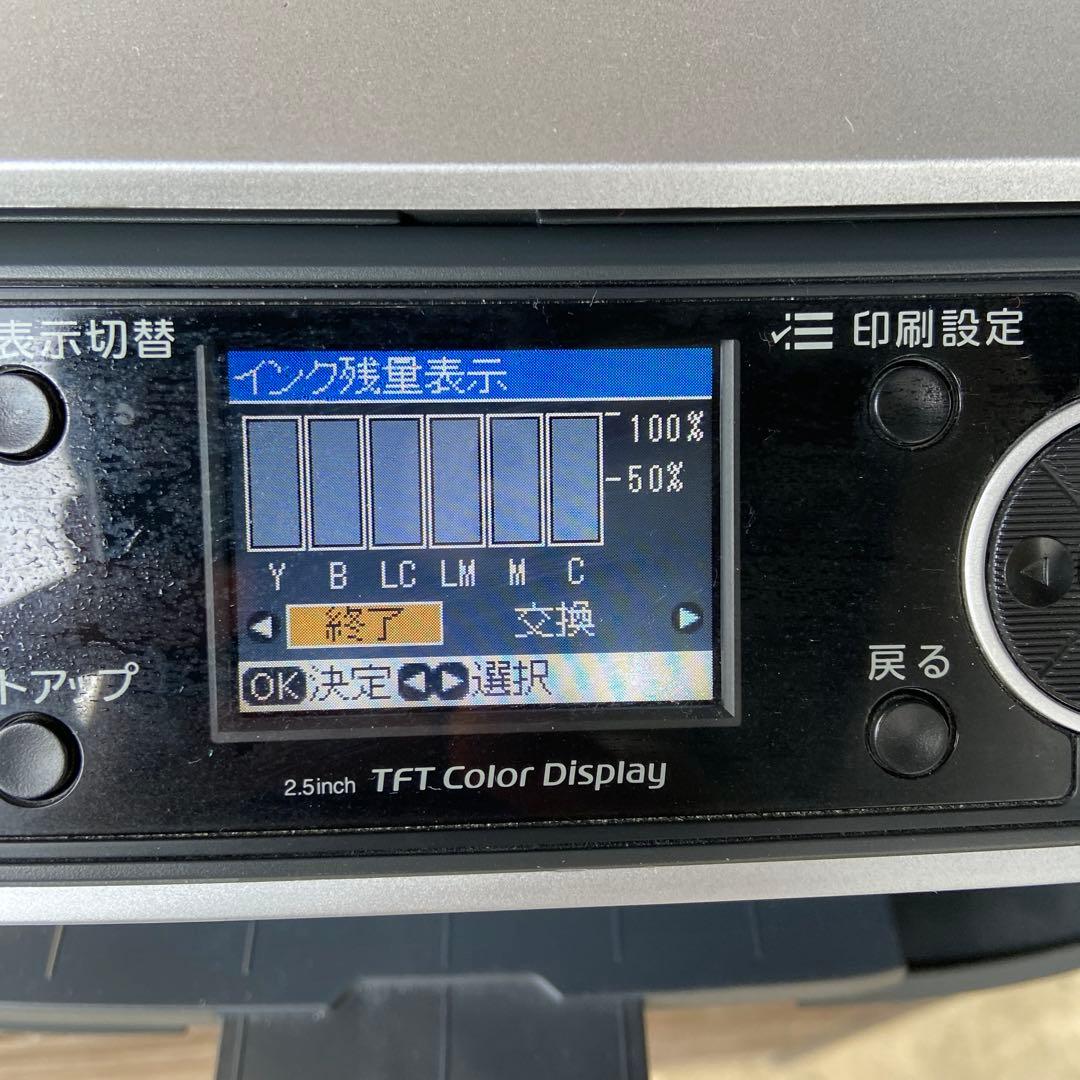 表示切替
印刷設定
インク残量表示
100%
50%
Y B LC LM M C
終了 交換
OK 決定 選択
トアップ
戻る
2.5inch TFT Color Display